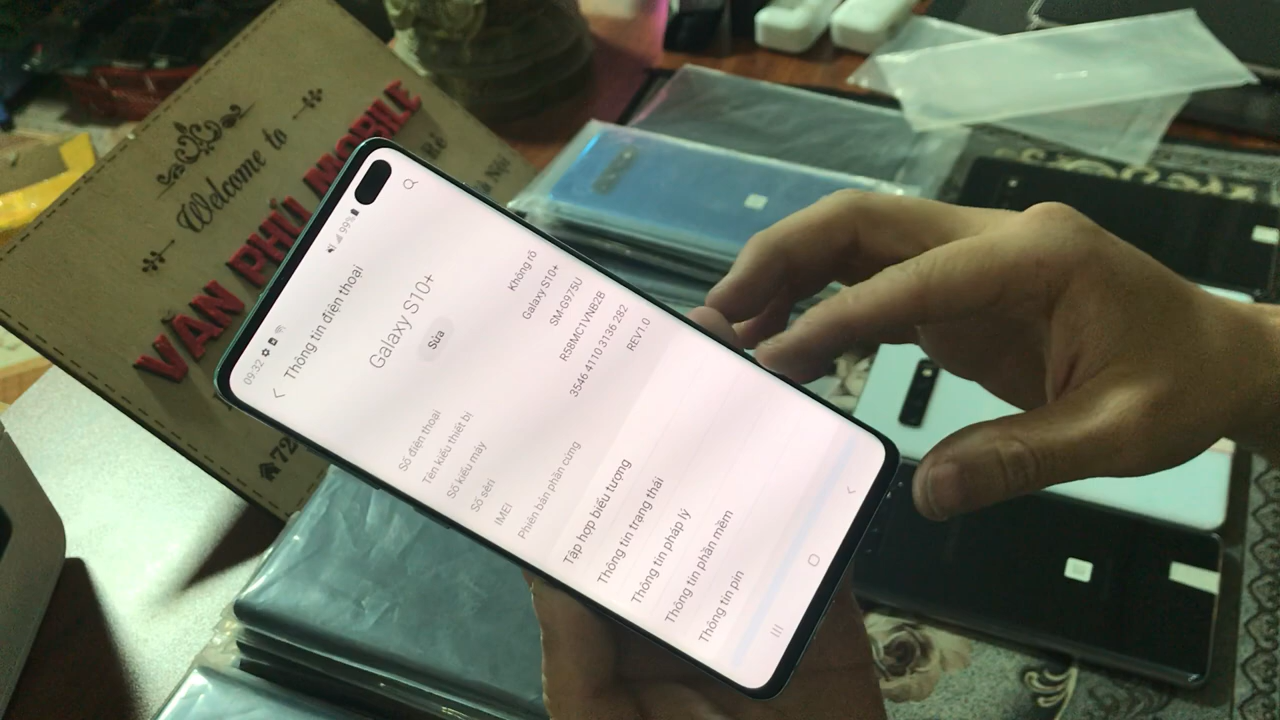 Welcome to
VĂN PHÚ MOBILE
72
09:32
99%
Thông tin điện thoại
Galaxy S10+
Sửa
Số điện thoại Không rõ
Tên kiểu thiết bị Galaxy S10+
Số kiểu máy SM-G975U
Số sêri R58MC1VNB2B
IMEI 3546 4110 3136 282
Phiên bản phần cứng REV1.0
Tập hợp biểu tượng
Thông tin trạng thái
Thông tin pháp lý
Thông tin phần mềm
Thông tin pin